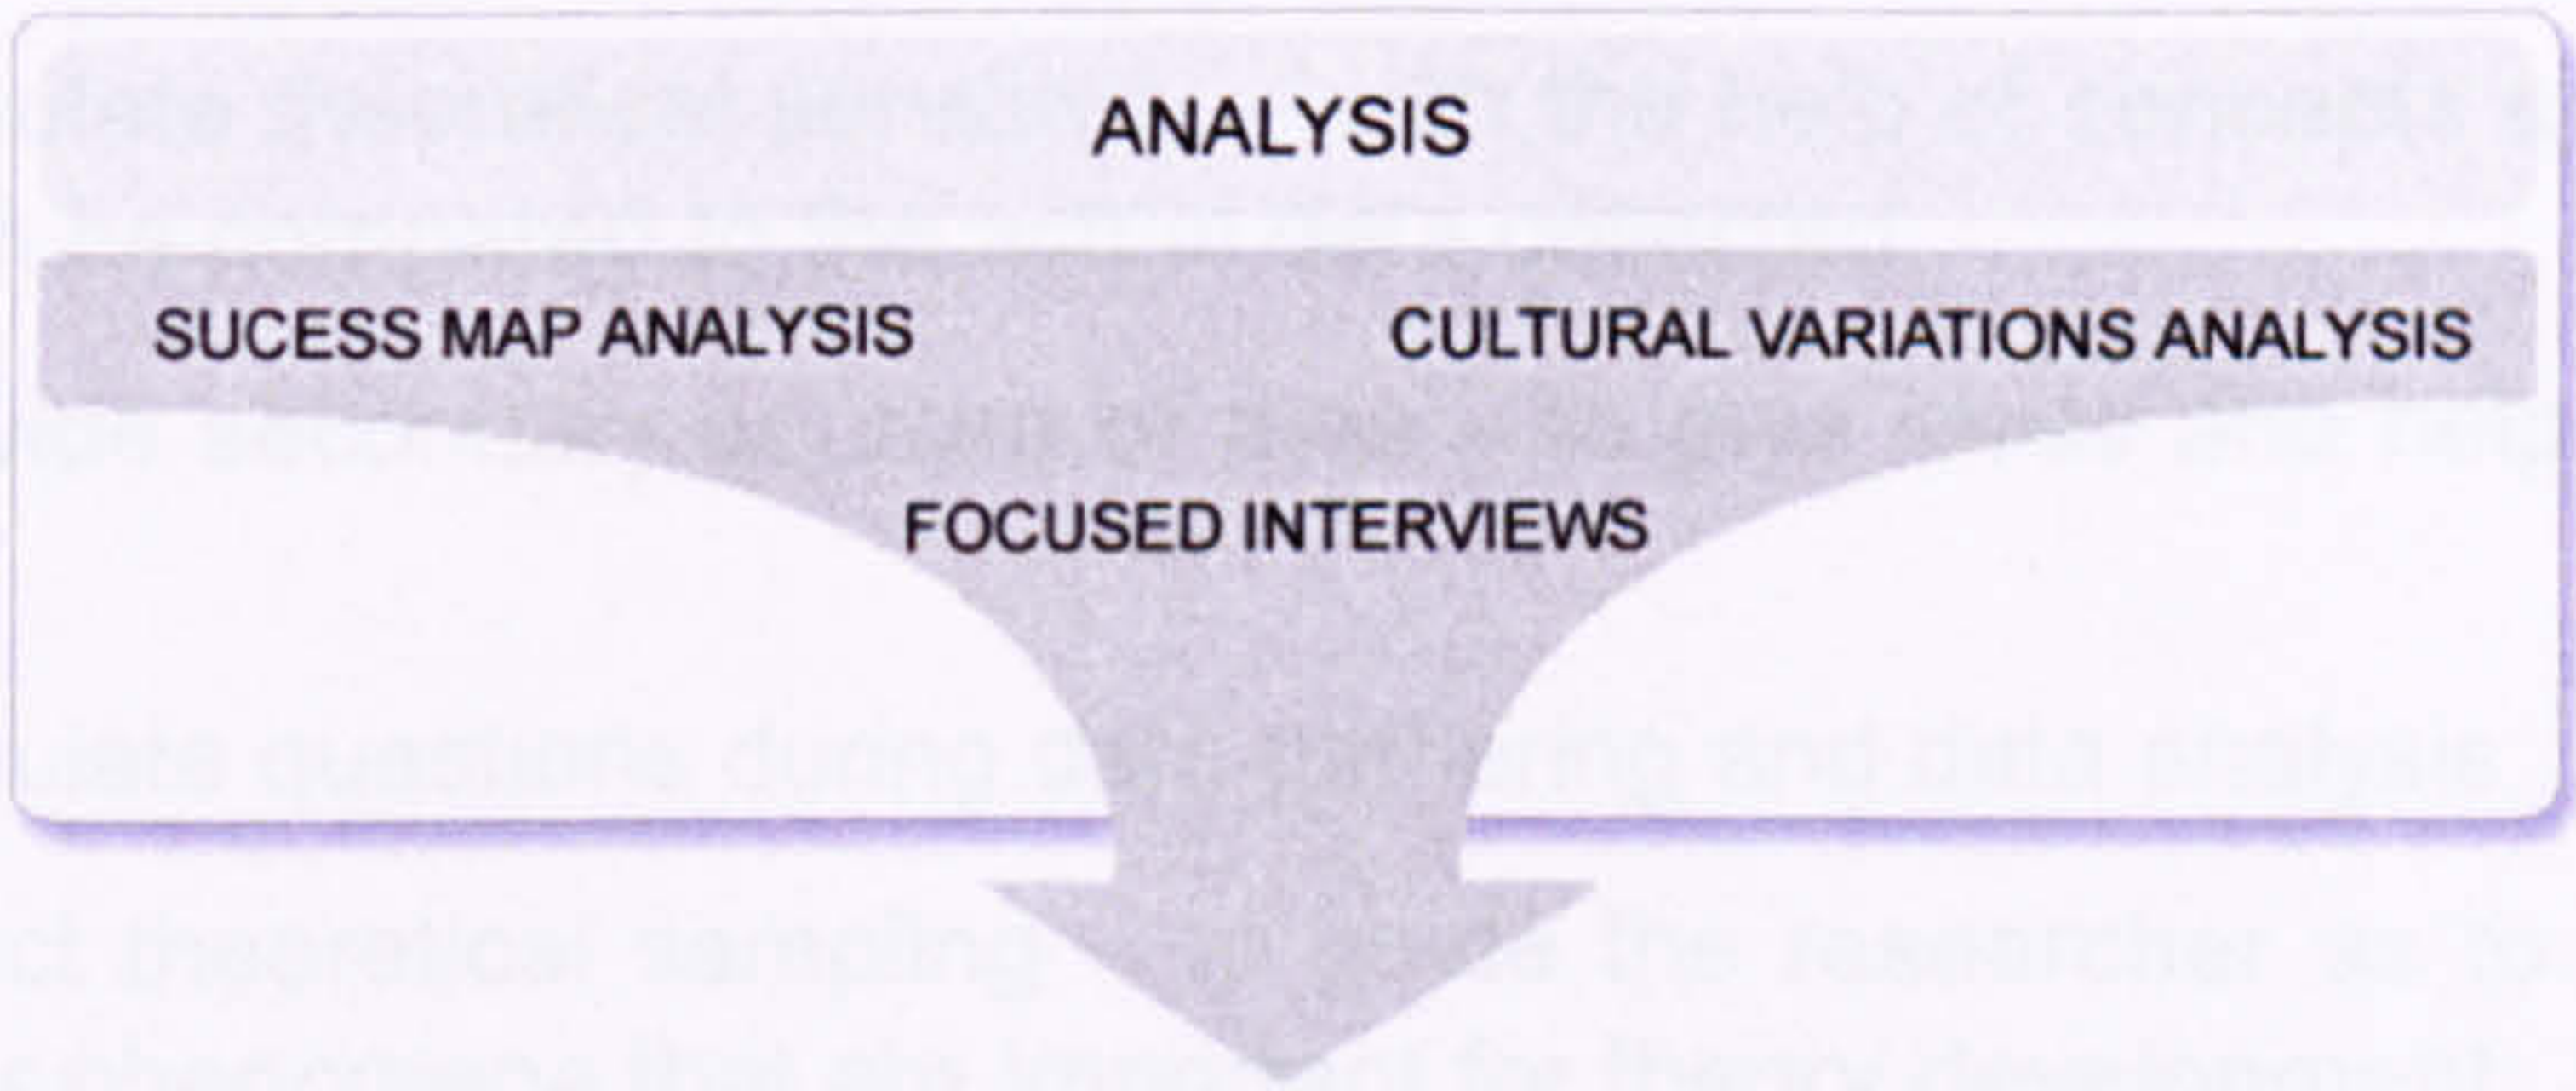 ANALYSIS
SUCESS MAP ANALYSIS
CULTURAL VARIATIONS ANALYSIS
FOCUSED INTERVIEWS